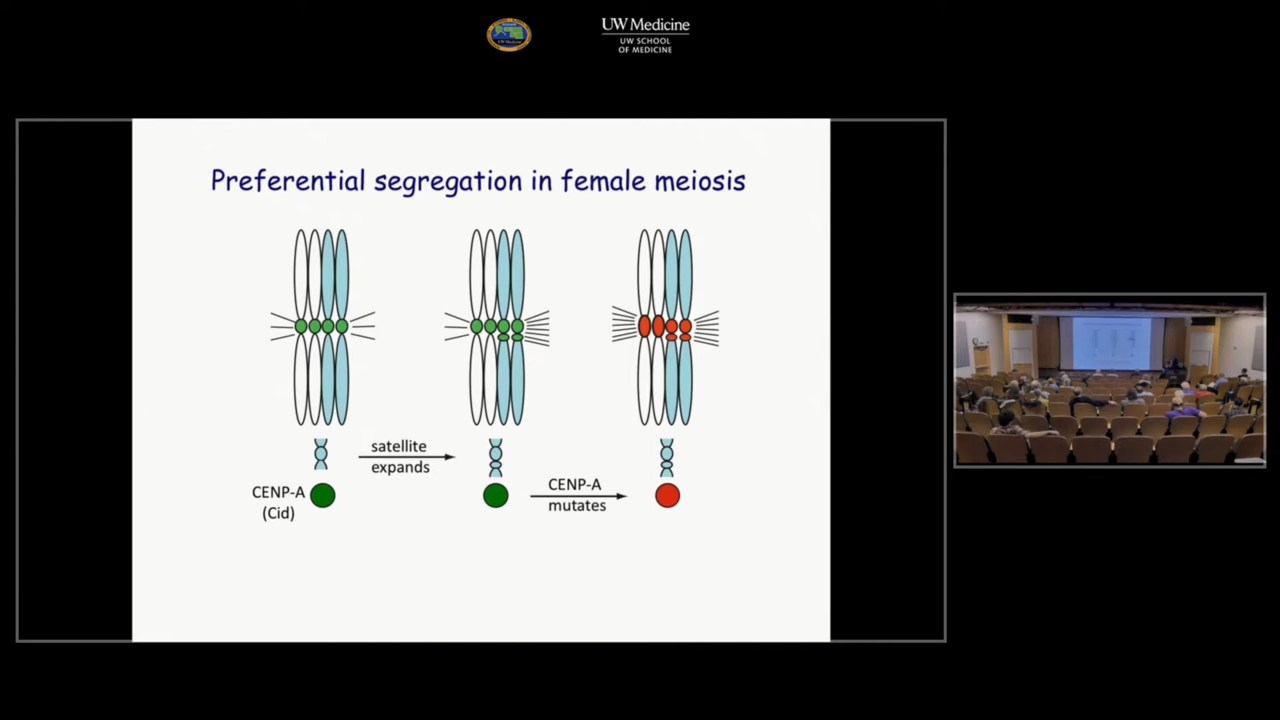 UW Medicine
UW SCHOOL
OF MEDICINE
Preferential segregation in female meiosis
satellite
expands
CENP-A
(Cid)
CENP-A
mutates